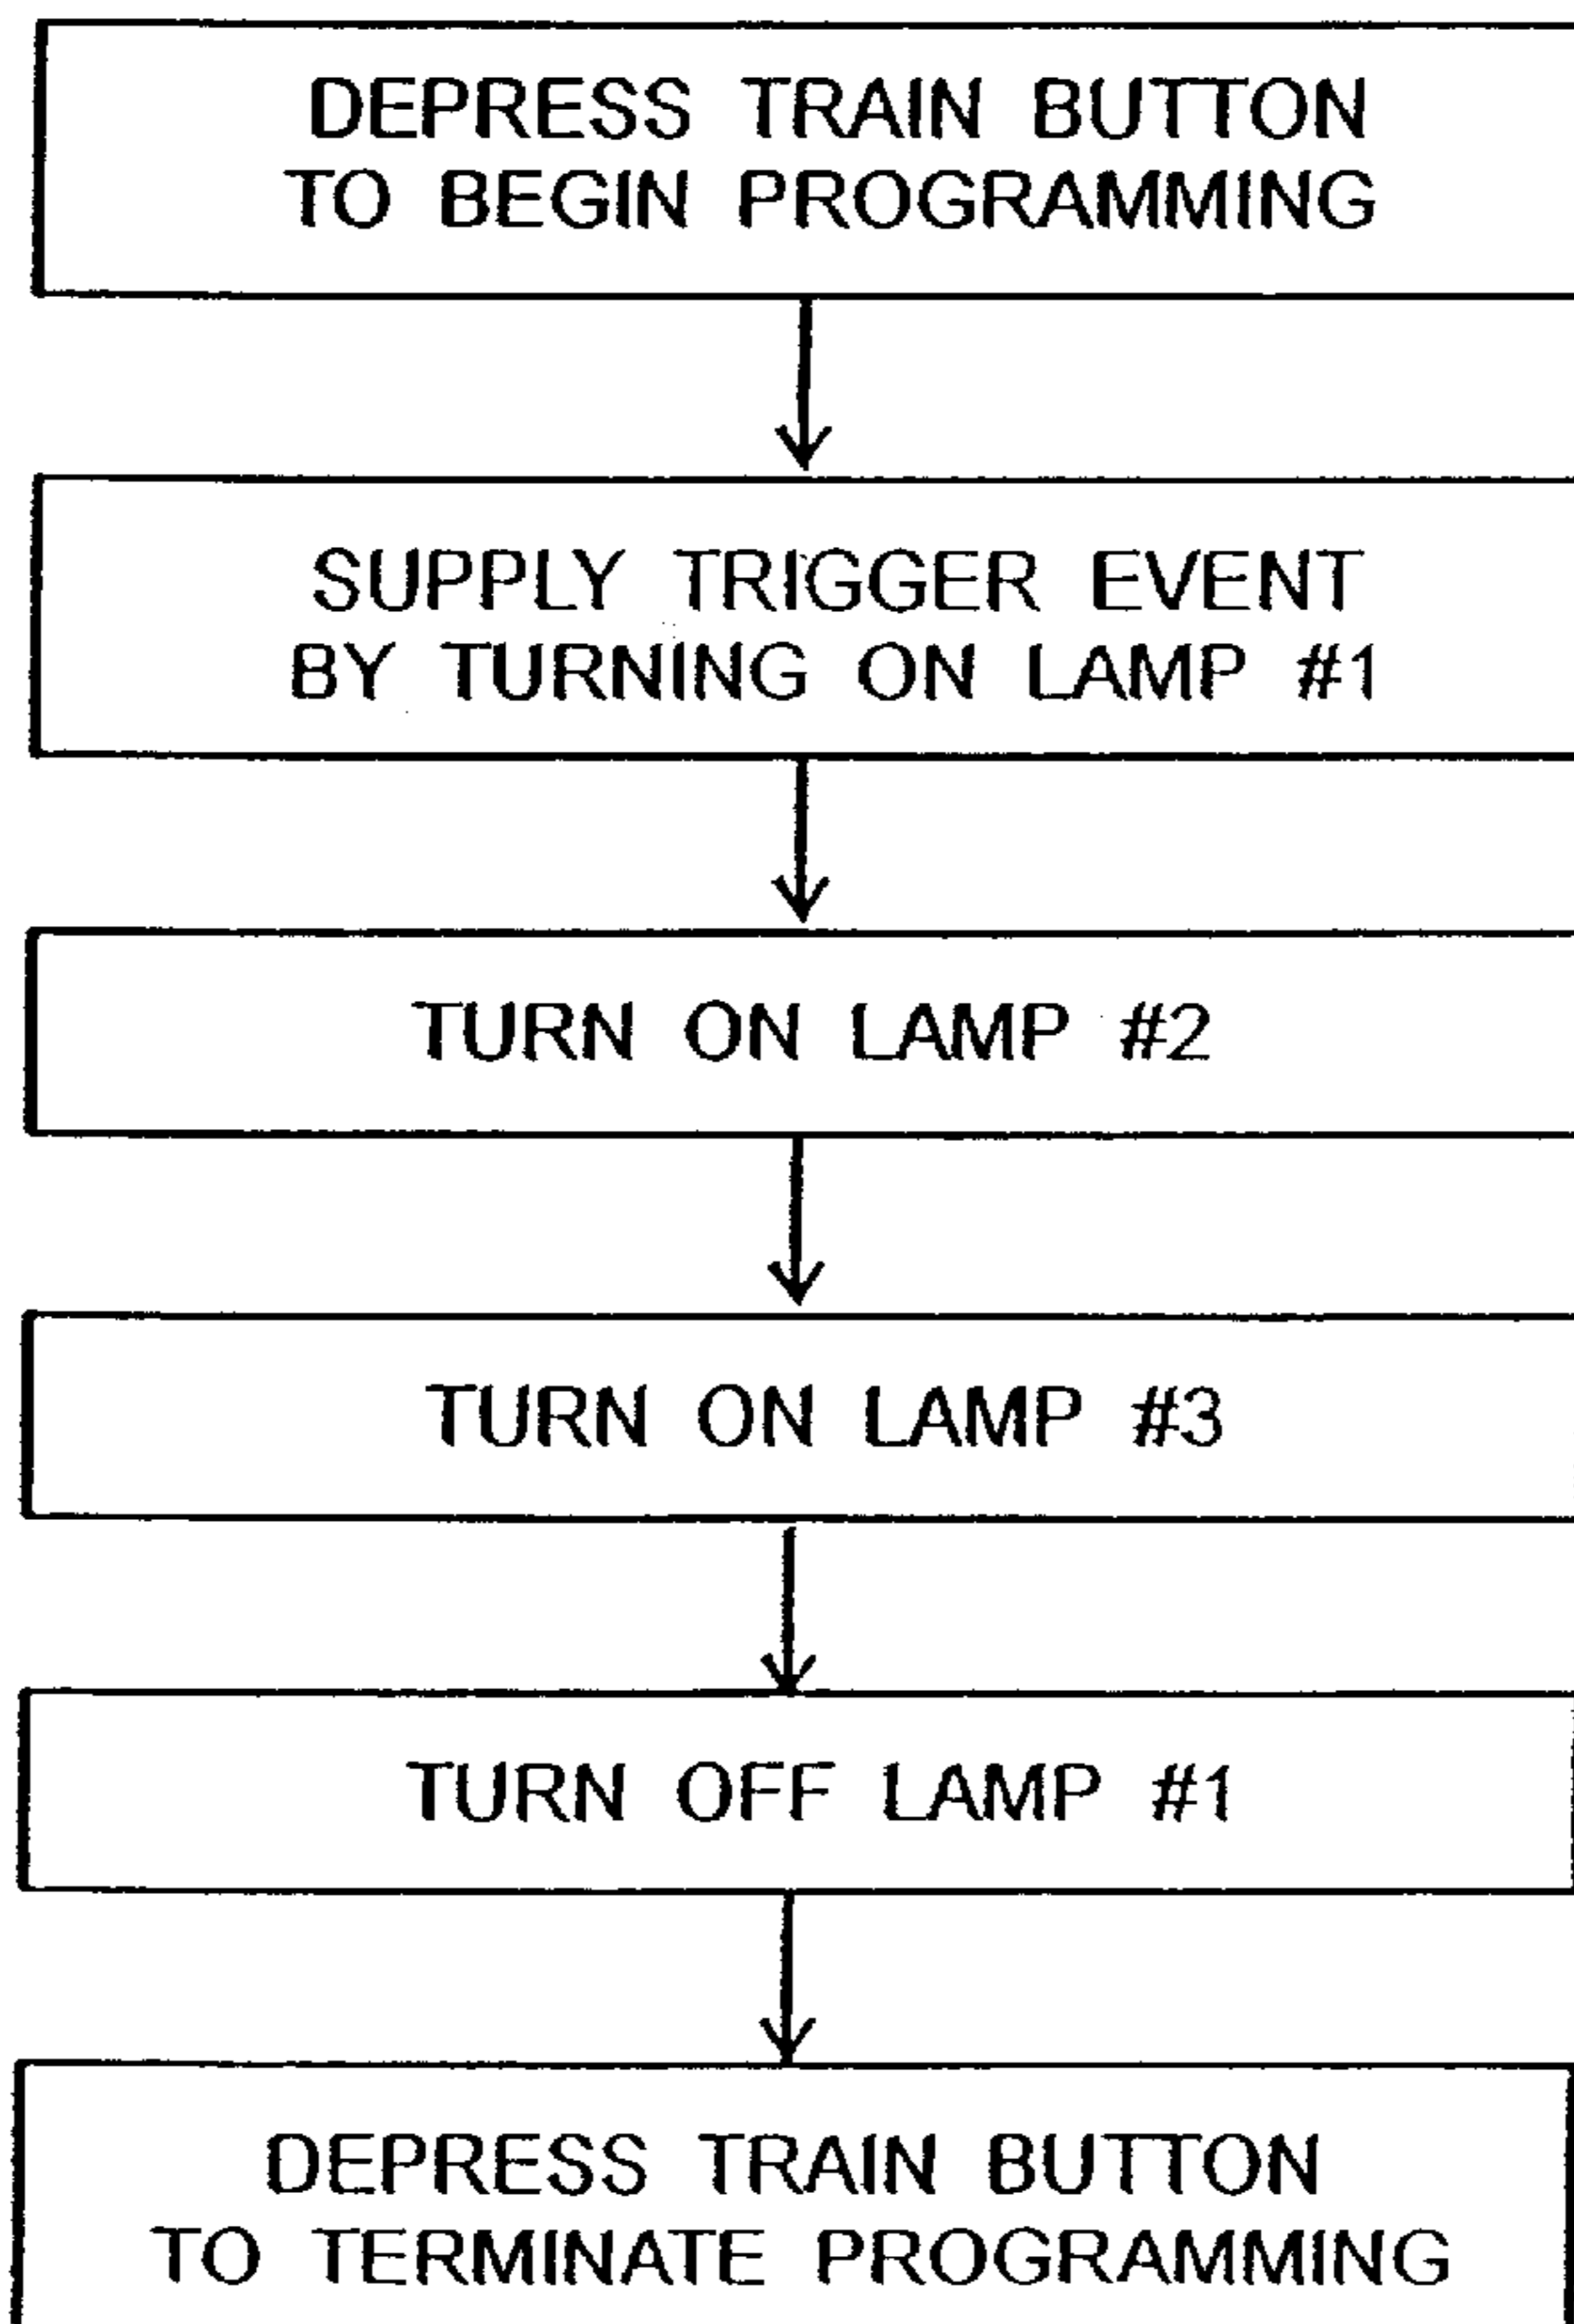 DEPRESS TRAIN BUTTON
TO BEGIN PROGRAMMING
SUPPLY TRIGGER EVENT
BY TURNING ON LAMP #1
TURN ON LAMP #2
TURN ON LAMP #3
TURN OFF LAMP #1
DEPRESS TRAIN BUTTON
TO TERMINATE PROGRAMMING